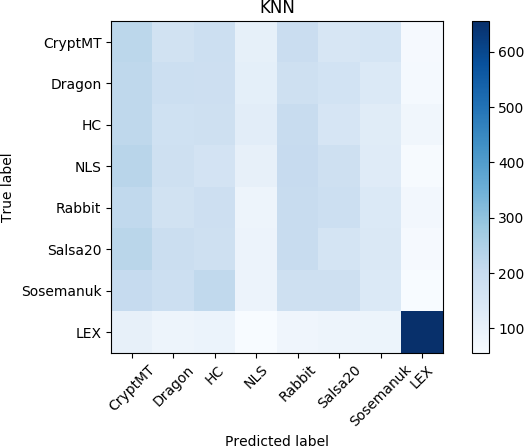 KNN
True label
CryptMT
Dragon
HC
NLS
Rabbit
Salsa20
Sosemanuk
LEX
CryptMT
Dragon
HC
NLS
Rabbit
Salsa20
Sosemanuk
LEX
Predicted label
600
500
400
300
200
100